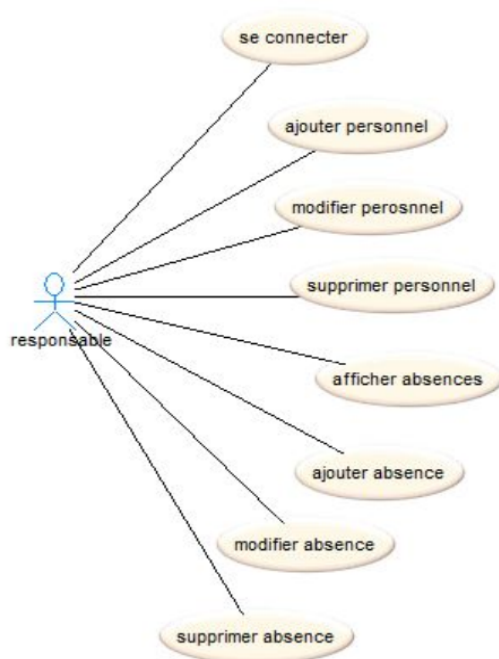 se connecter
ajouter personnel
modifier perosnnel
supprimer personnel
responsable
afficher absences
ajouter absence
modifier absence
supprimer absence